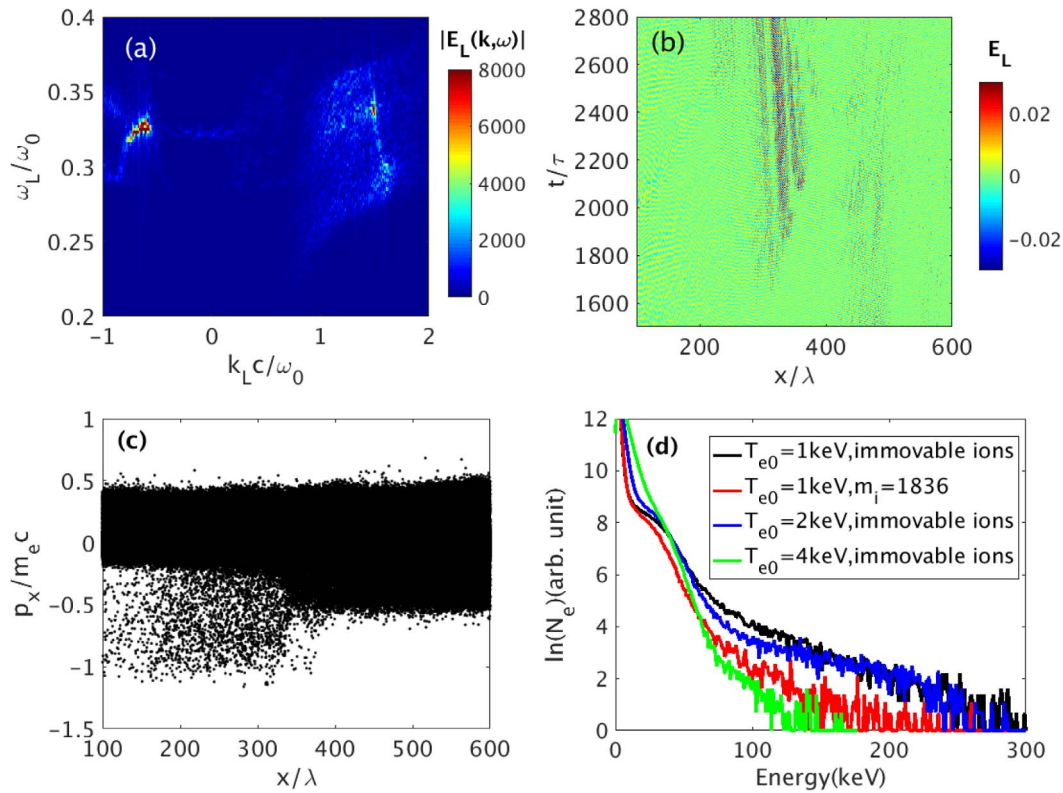 (a)
|E_L(k,ω)|
0.4
0.35
0.3
0.25
0.2
ω_L/ω_0
-1 0 1 2
k_L c/ω_0
8000
6000
4000
2000
0
(b)
E_L
2800
2600
2400
2200
2000
1800
1600
t/τ
200 400 600
x/λ
0.02
0
-0.02
(c)
1
0.5
0
-0.5
-1
-1.5
p_x/m_e c
100 200 300 400 500 600
x/λ
(d)
12
10
8
6
4
2
0
ln(N_e)(arb. unit)
T_e0=1keV,immovable ions
T_e0=1keV,m_i=1836
T_e0=2keV,immovable ions
T_e0=4keV,immovable ions
0 100 200 300
Energy(keV)